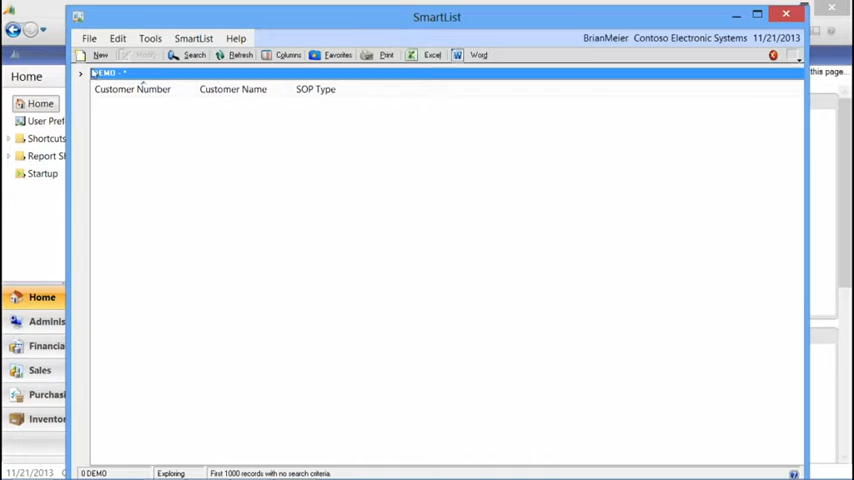 SmartList
File Edit Tools SmartList Help
BrianMeier Contoso Electronic Systems 11/21/2013
New Modify Search Refresh Columns Favorites Print Excel Word
DEMO - *
Customer Number Customer Name SOP Type
this page...
Home
Home
User Pref
Shortcuts
Report Sh
Startup
Home
Adminis
Financia
Sales
Purchasi
Inventor
11/21/2013
0 DEMO Exploring First 1000 records with no search criteria.